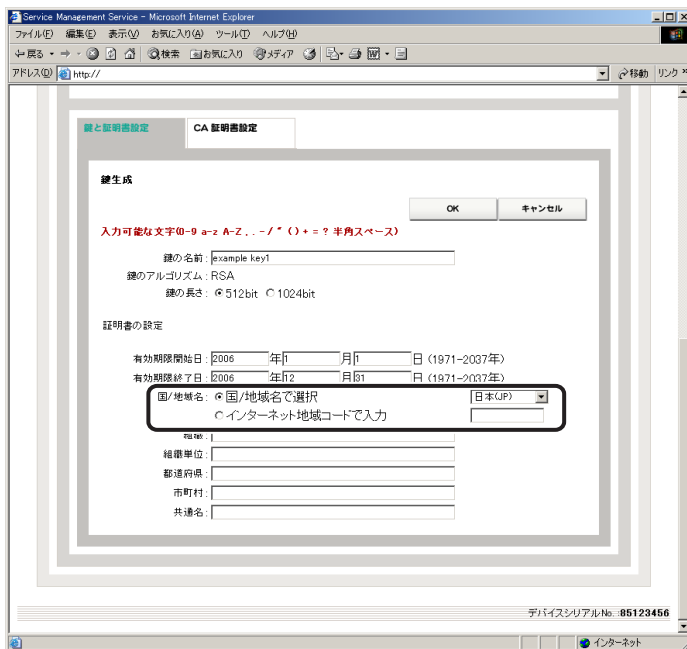 Service Management Service - Microsoft Internet Explorer
ファイル(F) 編集(E) 表示(V) お気に入り(A) ツール(T) ヘルプ(H)
戻る 検索 お気に入り メディア
アドレス(D) http:// 移動 リンク »
鍵と証明書設定 CA 証明書設定
鍵生成
OK キャンセル
入力可能な文字(0-9 a-z A-Z , . - / " ( ) + = ? 半角スペース)
鍵の名前: example key1
鍵のアルゴリズム: RSA
鍵の長さ: 512bit 1024bit
証明書の設定
有効期限開始日: 2006 年 1 月 1 日 (1971-2037年)
有効期限終了日: 2006 年 12 月 31 日 (1971-2037年)
国/地域名: 国/地域名で選択 日本(JP)
インターネット地域コードで入力
組織:
組織単位:
都道府県:
市町村:
共通名:
デバイスシリアルNo. :85123456
インターネット